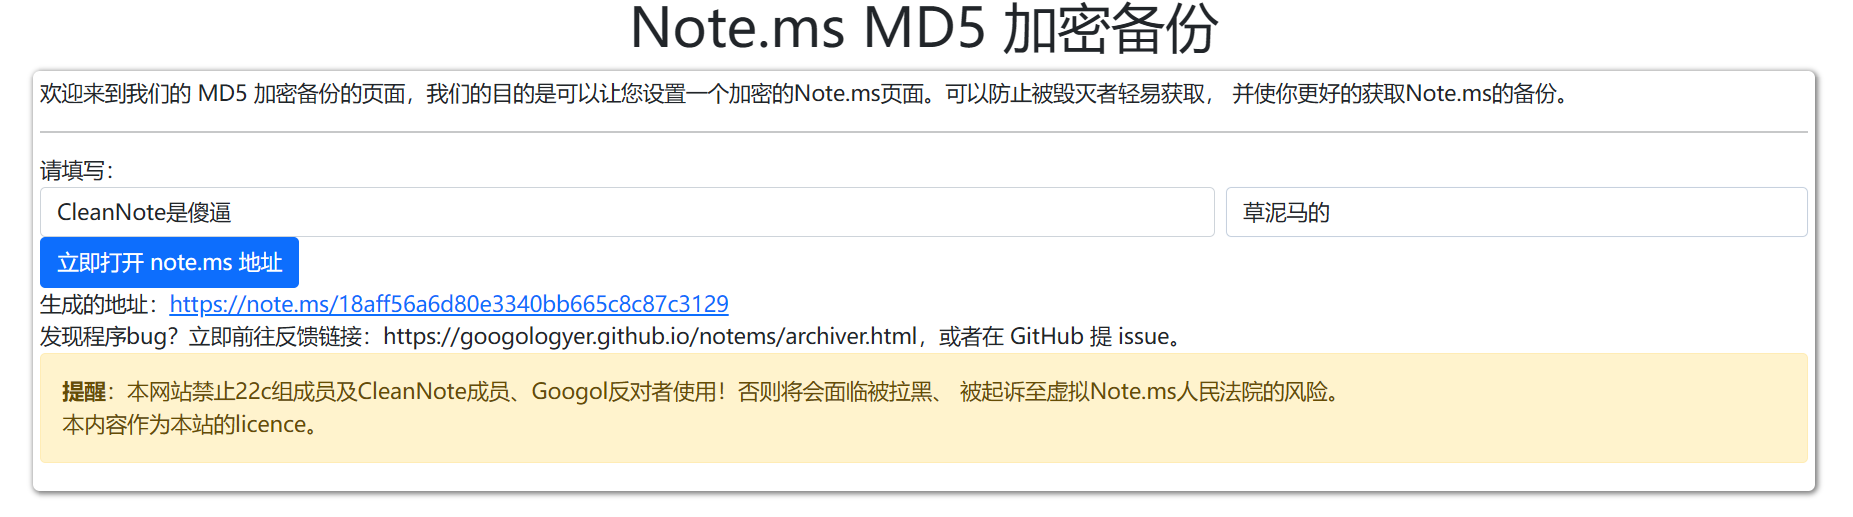 Note.ms MD5 加密备份
欢迎来到我们的 MD5 加密备份的页面，我们的目的是可以让您设置一个加密的Note.ms页面。可以防止被毁灭者轻易获取， 并使你更好的获取Note.ms的备份。
请填写：
CleanNote是傻逼 草泥马的
立即打开 note.ms 地址
生成的地址：https://note.ms/18aff56a6d80e3340bb665c8c87c3129
发现程序bug？立即前往反馈链接：https://googologyer.github.io/notems/archiver.html，或者在 GitHub 提 issue。
提醒：本网站禁止22c组成员及CleanNote成员、Googol反对者使用！否则将会面临被拉黑、 被起诉至虚拟Note.ms人民法院的风险。
本内容作为本站的licence。